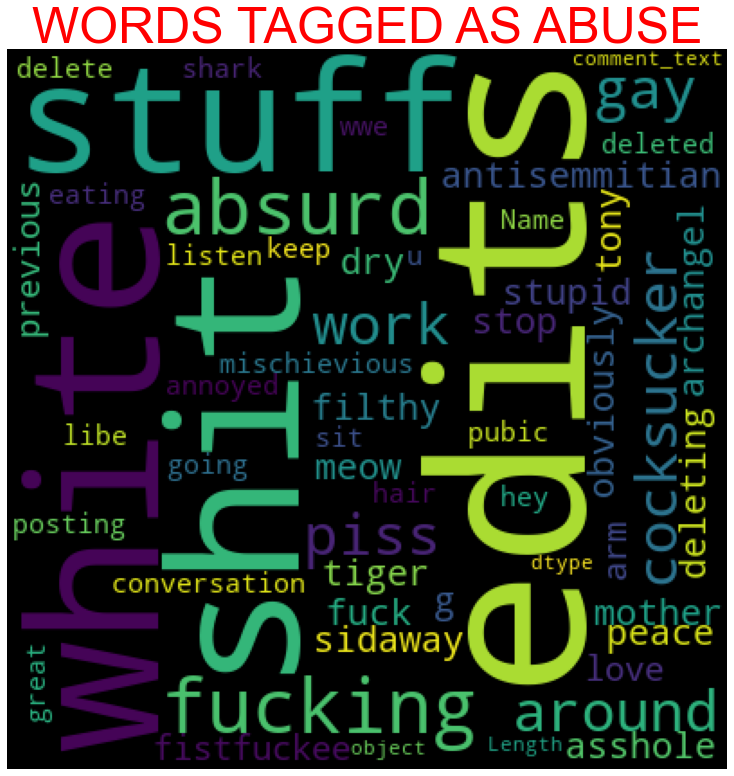 WORDS TAGGED AS ABUSE
delete
shark
comment_text
stuff
wwe
gay
deleted
edits
antisemmitian
previous
eating
absurd
Name
tony
white
listen
keep
dry
u
archangel
shit
stupid
cocksucker
work
stop
obviously
mischievious
annoyed
filthy
libe
sit
pubic
deleting
going
meow
hair
hey
posting
piss
arm
dtype
conversation
tiger
g
fuck
mother
sidaway
peace
great
love
fucking
around
fistfuckee
object
Length
asshole